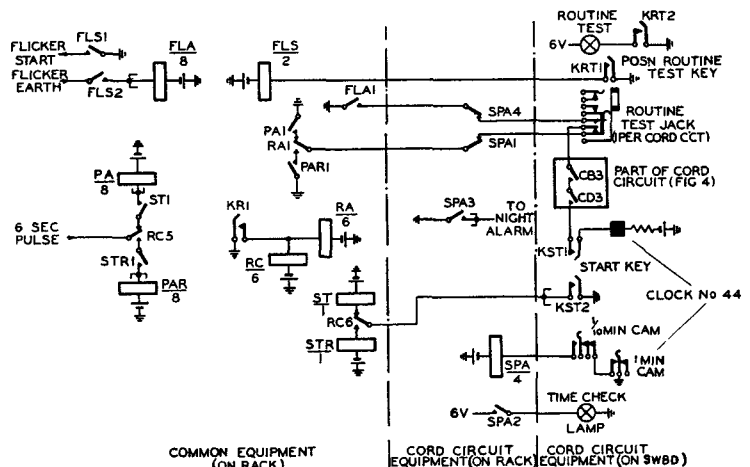 FLS1
FLICKER
START
FLICKER
EARTH
FLS2
FLA
8
FLS
2
ROUTINE
TEST
KRT2
6V
KRT1
POSN ROUTINE
TEST KEY
FLA1
SPA4
ROUTINE
TEST JACK
(PER CORD CCT)
PA1
RA1
PAR1
SPA1
PA
8
ST1
6 SEC
PULSE
RC5
STR1
PAR
8
KR1
RA
6
RC
6
SPA3
TO
NIGHT
ALARM
CB3
CD3
PART OF CORD
CIRCUIT (FIG 4)
KST1
START KEY
CLOCK No 44
ST
1
RC6
STR
1
KST2
1/10 MIN CAM
1 MIN
CAM
SPA
4
6V
SPA2
TIME CHECK
LAMP
COMMON EQUIPMENT
(ON RACK)
CORD CIRCUIT
EQUIPMENT (ON RACK)
CORD CIRCUIT
EQUIPMENT (ON SWBD)